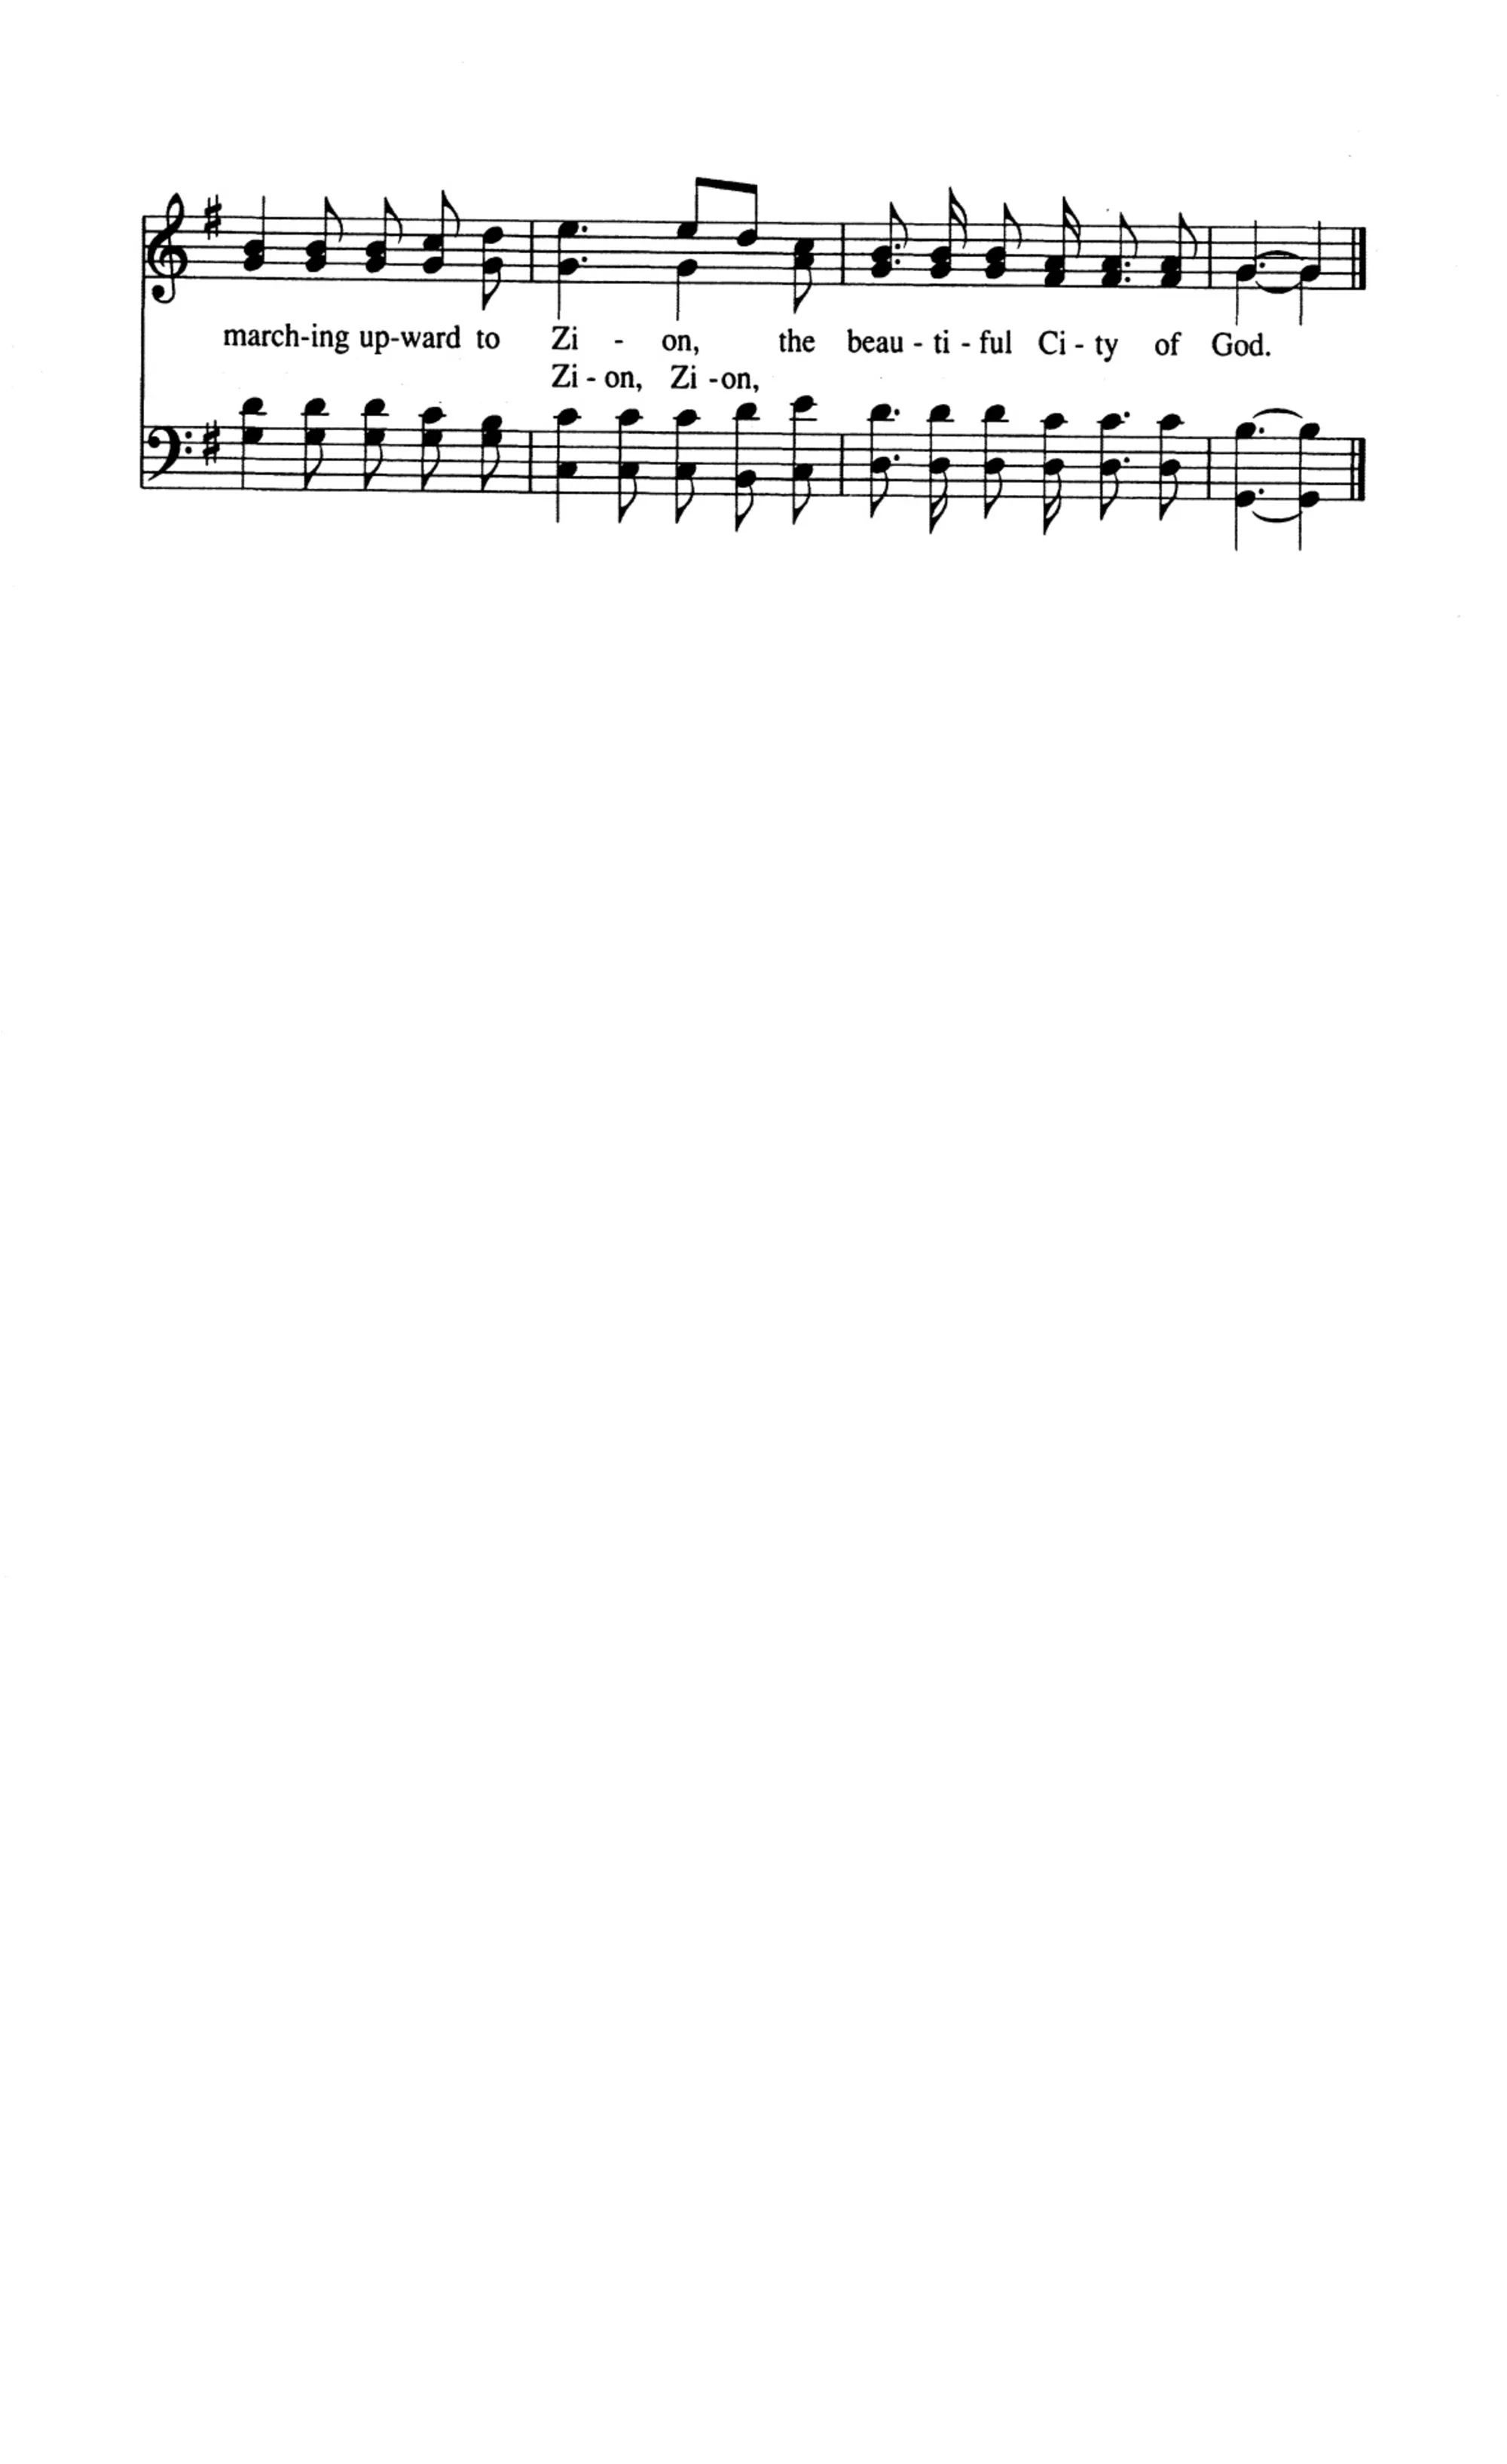 march-ing up-ward to Zi - on, the beau - ti - ful Ci - ty of God.
Zi - on, Zi - on,